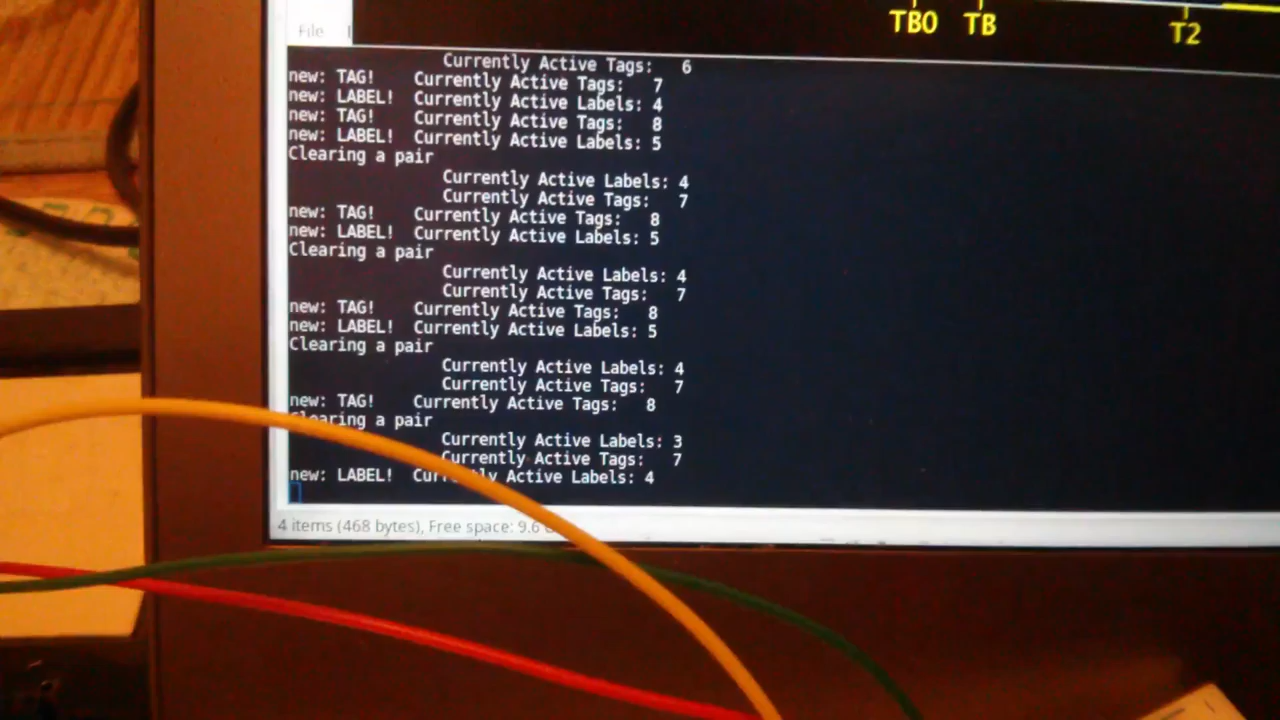 TB0 TB T2
File
Currently Active Tags: 6
new: TAG! Currently Active Tags: 7
new: LABEL! Currently Active Labels: 4
new: TAG! Currently Active Tags: 8
new: LABEL! Currently Active Labels: 5
Clearing a pair
Currently Active Labels: 4
Currently Active Tags: 7
new: TAG! Currently Active Tags: 8
new: LABEL! Currently Active Labels: 5
Clearing a pair
Currently Active Labels: 4
Currently Active Tags: 7
new: TAG! Currently Active Tags: 8
new: LABEL! Currently Active Labels: 5
Clearing a pair
Currently Active Labels: 4
Currently Active Tags: 7
new: TAG! Currently Active Tags: 8
Clearing a pair
Currently Active Labels: 3
Currently Active Tags: 7
new: LABEL! Currently Active Labels: 4
4 items (468 bytes), Free space: 9.6